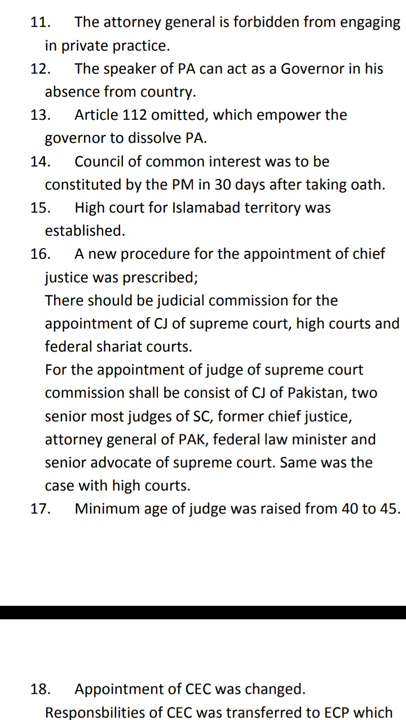 11. The attorney general is forbidden from engaging
in private practice.
12. The speaker of PA can act as a Governor in his
absence from country.
13. Article 112 omitted, which empower the
governor to dissolve PA.
14. Council of common interest was to be
constituted by the PM in 30 days after taking oath.
15. High court for Islamabad territory was
established.
16. A new procedure for the appointment of chief
justice was prescribed;
There should be judicial commission for the
appointment of CJ of supreme court, high courts and
federal shariat courts.
For the appointment of judge of supreme court
commission shall be consist of CJ of Pakistan, two
senior most judges of SC, former chief justice,
attorney general of PAK, federal law minister and
senior advocate of supreme court. Same was the
case with high courts.
17. Minimum age of judge was raised from 40 to 45.
18. Appointment of CEC was changed.
Responsbilities of CEC was transferred to ECP which